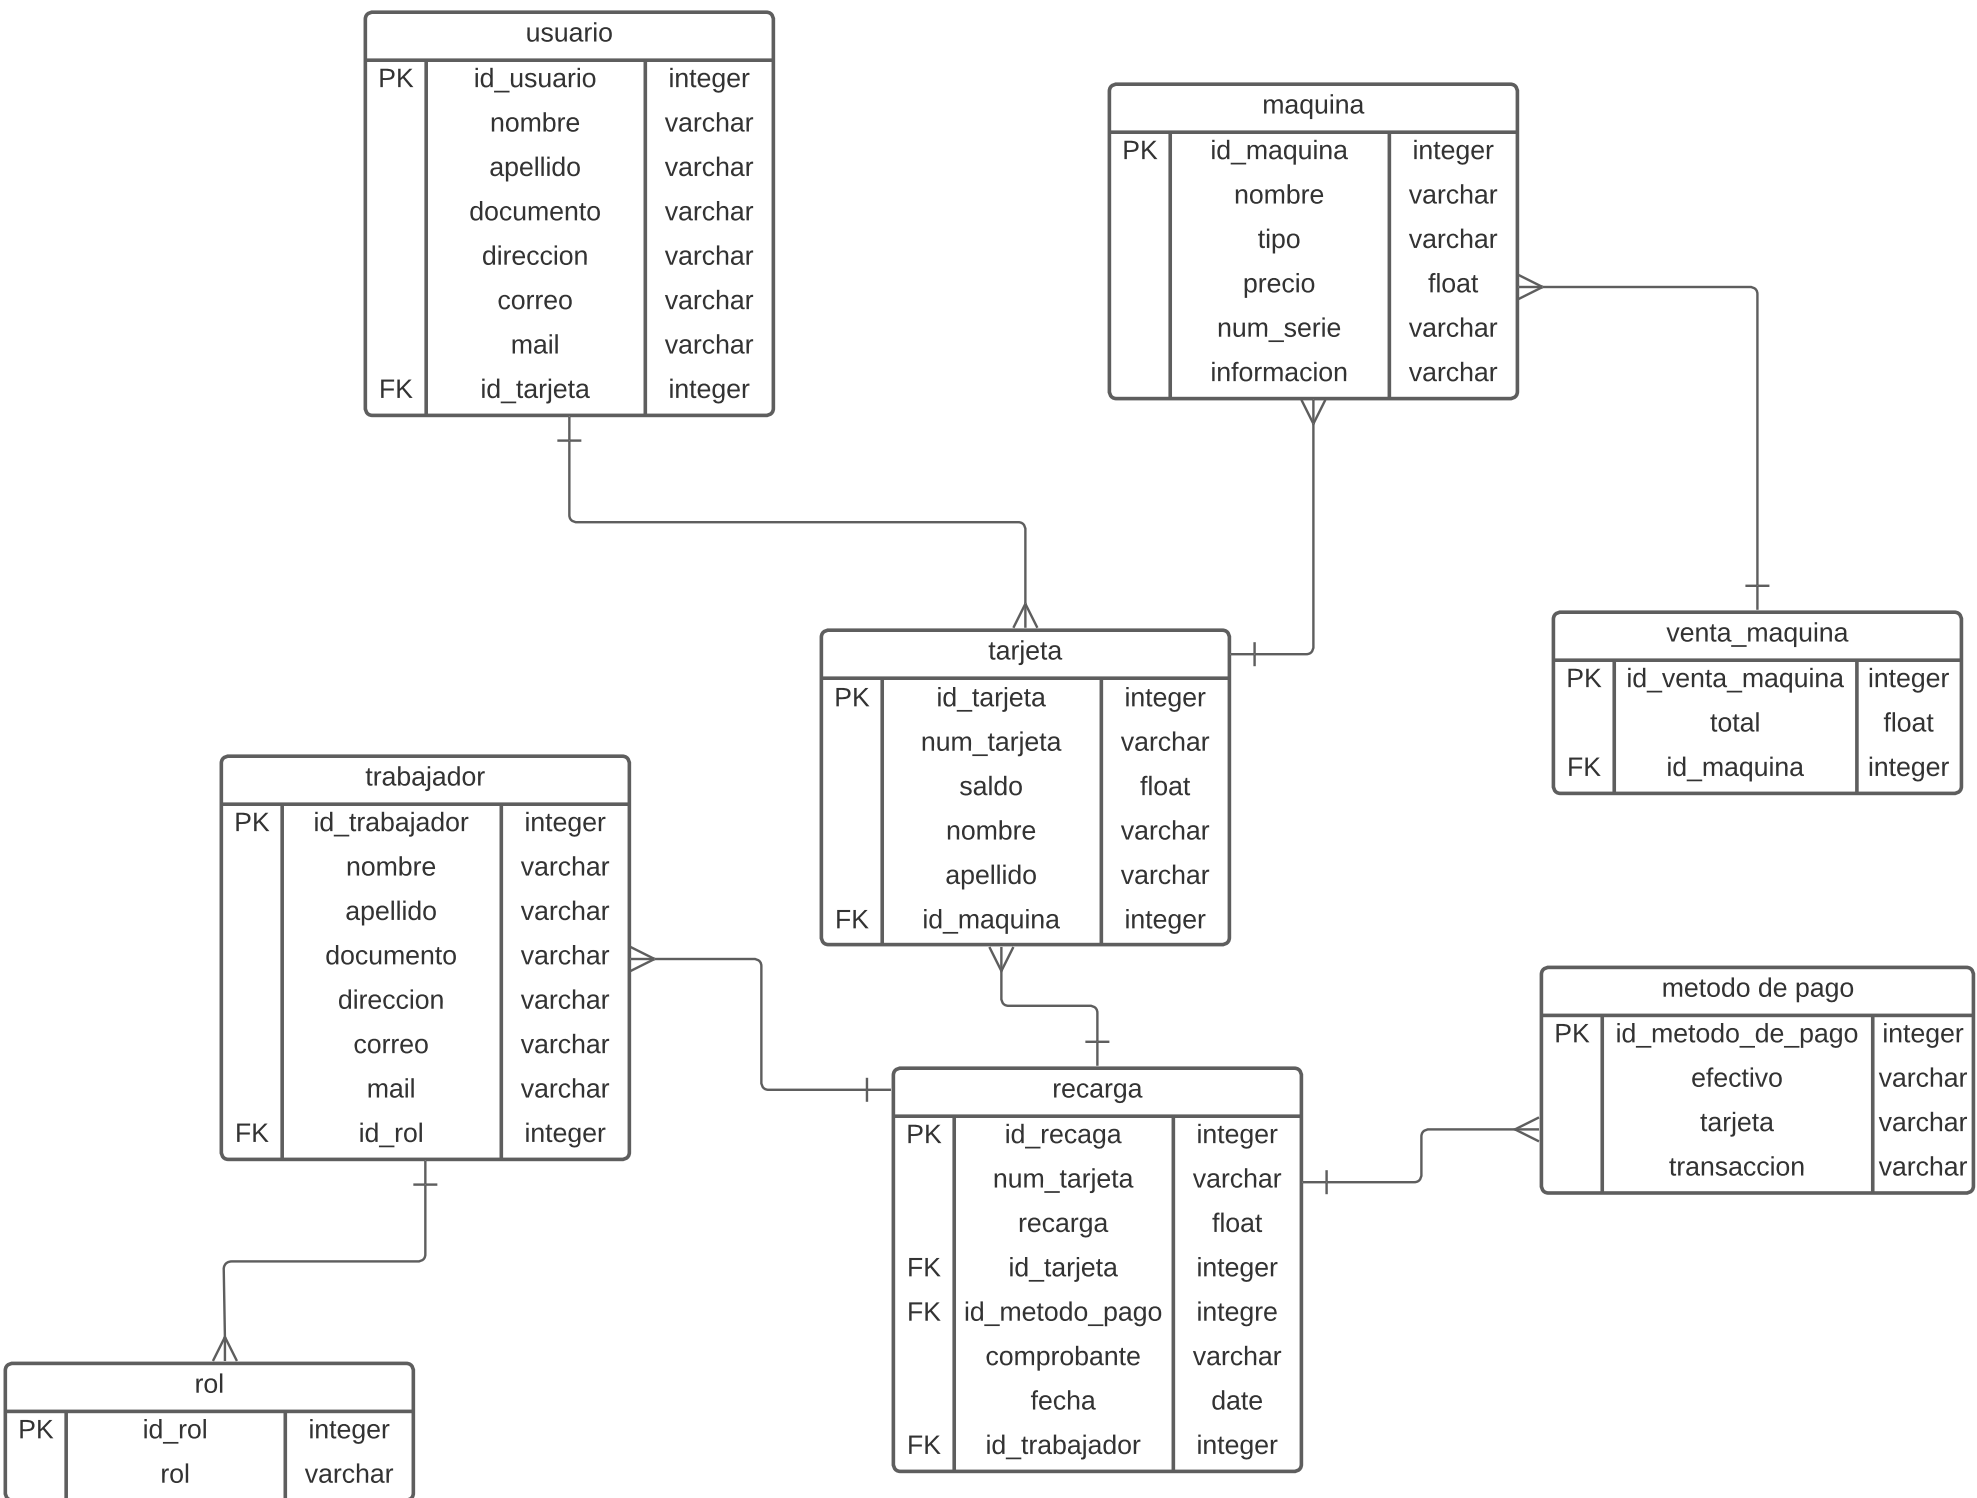 usuario
PK id_usuario integer
nombre varchar
apellido varchar
documento varchar
direccion varchar
correo varchar
mail varchar
FK id_tarjeta integer
maquina
PK id_maquina integer
nombre varchar
tipo varchar
precio float
num_serie varchar
informacion varchar
tarjeta
PK id_tarjeta integer
num_tarjeta varchar
saldo float
nombre varchar
apellido varchar
FK id_maquina integer
venta_maquina
PK id_venta_maquina integer
total float
FK id_maquina integer
trabajador
PK id_trabajador integer
nombre varchar
apellido varchar
documento varchar
direccion varchar
correo varchar
mail varchar
FK id_rol integer
metodo de pago
PK id_metodo_de_pago integer
efectivo varchar
tarjeta varchar
transaccion varchar
recarga
PK id_recaga integer
num_tarjeta varchar
recarga float
FK id_tarjeta integer
FK id_metodo_pago integre
comprobante varchar
fecha date
FK id_trabajador integer
rol
PK id_rol integer
rol varchar